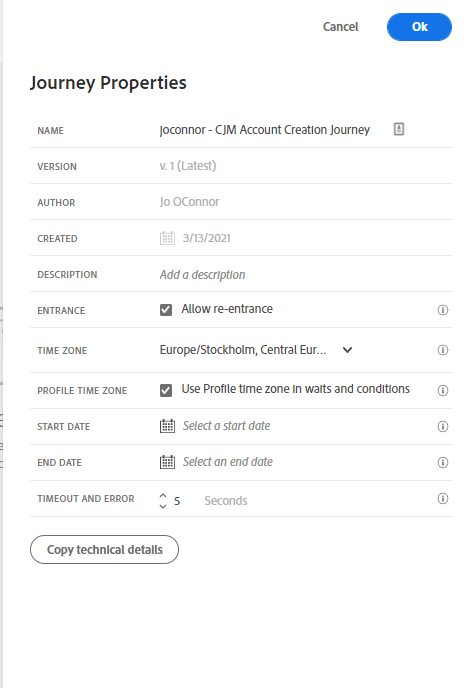 Cancel Ok
Journey Properties
NAME joconnor - CJM Account Creation Journey
VERSION v. 1 (Latest)
AUTHOR Jo OConnor
CREATED 3/13/2021
DESCRIPTION Add a description
ENTRANCE Allow re-entrance
TIME ZONE Europe/Stockholm, Central Eur...
PROFILE TIME ZONE Use Profile time zone in waits and conditions
START DATE Select a start date
END DATE Select an end date
TIMEOUT AND ERROR 5 Seconds
Copy technical details